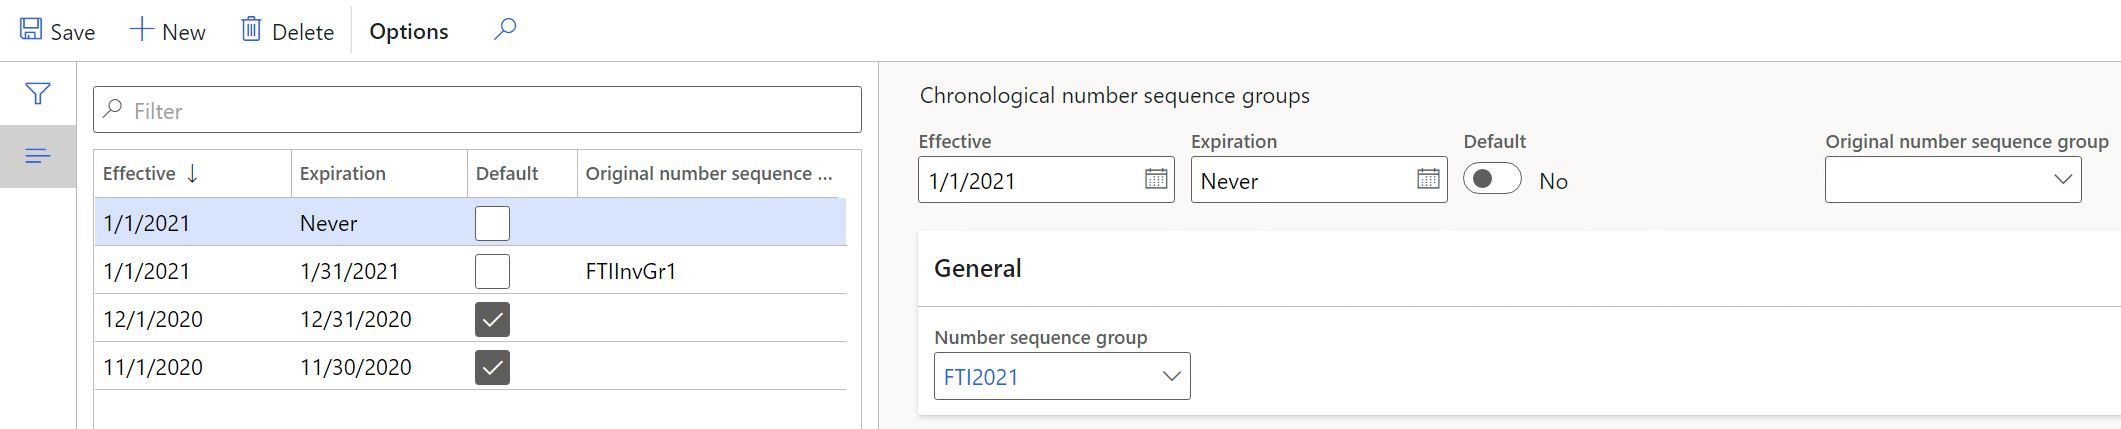 Save New Delete Options
Filter
Effective Expiration Default Original number sequence ...
1/1/2021 Never
1/1/2021 1/31/2021 FTIInvGr1
12/1/2020 12/31/2020
11/1/2020 11/30/2020
Chronological number sequence groups
Effective Expiration Default Original number sequence group
1/1/2021 Never No
General
Number sequence group
FTI2021